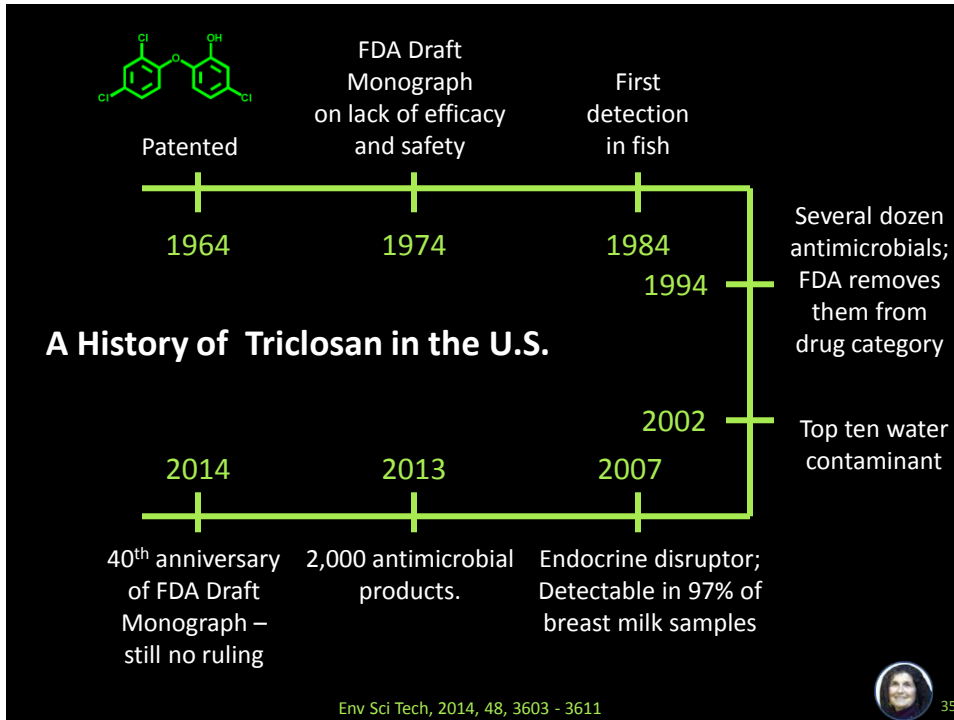 Cl
OH
O
Cl
Cl
Patented
FDA Draft
Monograph
on lack of efficacy
and safety
First
detection
in fish
1964
1974
1984
1994
Several dozen
antimicrobials;
FDA removes
them from
drug category
A History of  Triclosan in the U.S.
2002
Top ten water
contaminant
2014
2013
2007
40th anniversary
of FDA Draft
Monograph –
still no ruling
2,000 antimicrobial
products.
Endocrine disruptor;
Detectable in 97% of
breast milk samples
Env Sci Tech, 2014, 48, 3603 - 3611
35